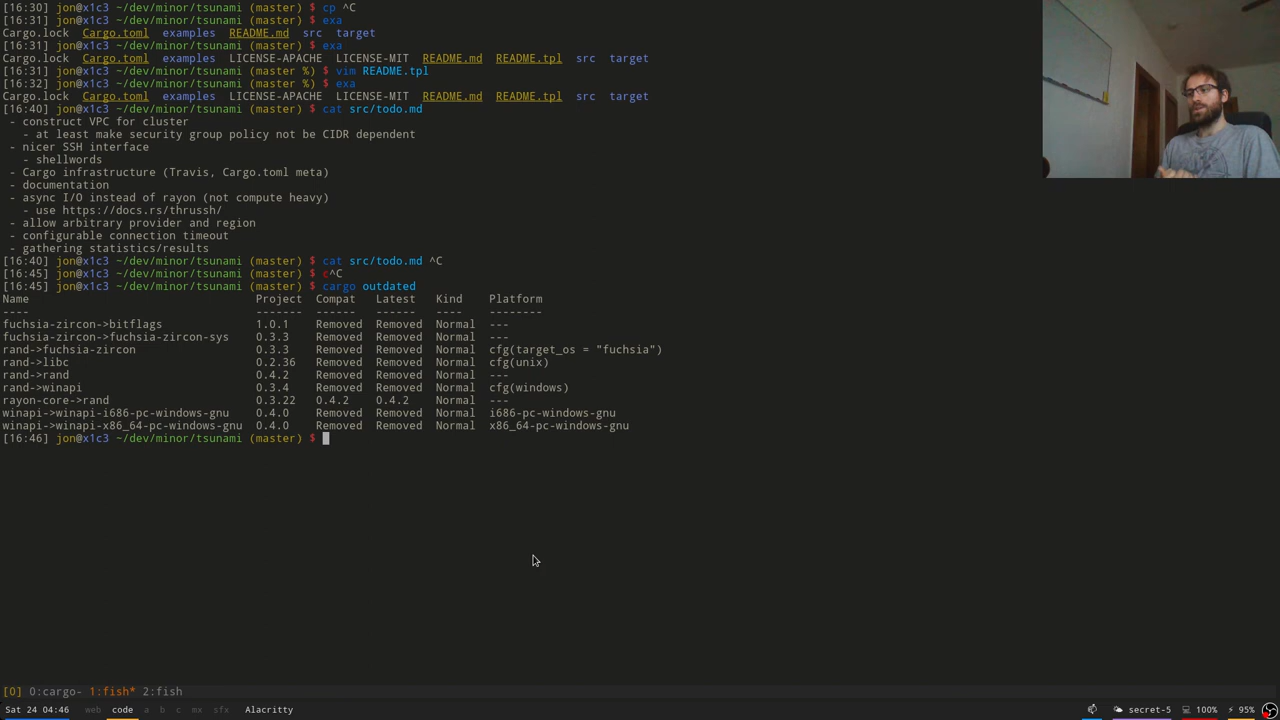 [16:30] jon@x1c3 ~/dev/minor/tsunami (master) $ cp ^C
[16:31] jon@x1c3 ~/dev/minor/tsunami (master) $ exa
Cargo.lock  Cargo.toml  examples  README.md  src  target
[16:31] jon@x1c3 ~/dev/minor/tsunami (master) $ exa
Cargo.lock  Cargo.toml  examples  LICENSE-APACHE  LICENSE-MIT  README.md  README.tpl  src  target
[16:31] jon@x1c3 ~/dev/minor/tsunami (master %) $ vim README.tpl
[16:32] jon@x1c3 ~/dev/minor/tsunami (master %) $ exa
Cargo.lock  Cargo.toml  examples  LICENSE-APACHE  LICENSE-MIT  README.md  README.tpl  src  target
[16:40] jon@x1c3 ~/dev/minor/tsunami (master) $ cat src/todo.md
- construct VPC for cluster
- at least make security group policy not be CIDR dependent
- nicer SSH interface
- shellwords
- Cargo infrastructure (Travis, Cargo.toml meta)
- documentation
- async I/O instead of rayon (not compute heavy)
- use https://docs.rs/thrussh/
- allow arbitrary provider and region
- configurable connection timeout
- gathering statistics/results
[16:40] jon@x1c3 ~/dev/minor/tsunami (master) $ cat src/todo.md ^C
[16:45] jon@x1c3 ~/dev/minor/tsunami (master) $ c^C
[16:45] jon@x1c3 ~/dev/minor/tsunami (master) $ cargo outdated
Name  Project  Compat  Latest  Kind  Platform
----  -------  ------  ------  ----  --------
fuchsia-zircon->bitflags  1.0.1  Removed  Removed  Normal  ---
fuchsia-zircon->fuchsia-zircon-sys  0.3.3  Removed  Removed  Normal  ---
rand->fuchsia-zircon  0.3.3  Removed  Removed  Normal  cfg(target_os = "fuchsia")
rand->libc  0.2.36  Removed  Removed  Normal  cfg(unix)
rayon->rand  0.4.2  Removed  Removed  Normal  ---
rand->winapi  0.3.4  Removed  Removed  Normal  cfg(windows)
rayon-core->rand  0.3.22  0.4.2  0.4.2  Normal  ---
winapi->winapi-i686-pc-windows-gnu  0.4.0  Removed  Removed  Normal  i686-pc-windows-gnu
winapi->winapi-x86_64-pc-windows-gnu  0.4.0  Removed  Removed  Normal  x86_64-pc-windows-gnu
[16:46] jon@x1c3 ~/dev/minor/tsunami (master) $
[0] 0:cargo- 1:fish* 2:fish
Sat 24 04:46  web  code  a  b  c  mx  sfx  Alacritty  secret-5  100%  95%